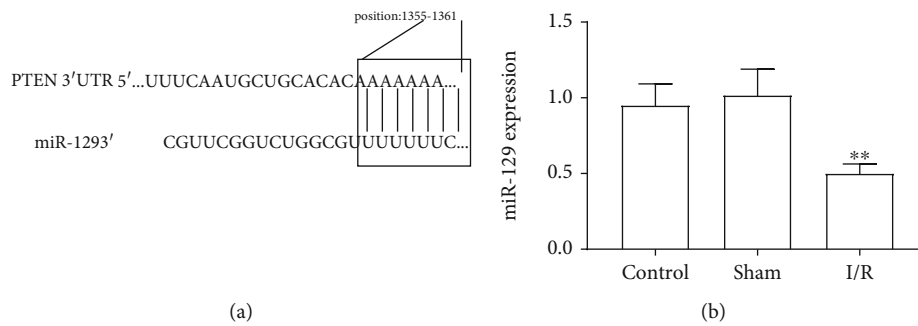 position:1355-1361
PTEN 3′UTR 5′...UUUCAAUGCUGCACACAAAAAAA...
miR-1293′ CGUUCGGUCUGGCGUUUUUUUC...
(a)
miR-129 expression
1.5
1.0
0.5
0.0
**
Control Sham I/R
(b)